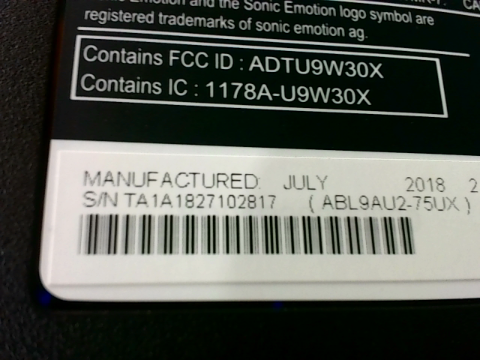 Emotion and the Sonic Emotion logo symbol are
registered trademarks of sonic emotion ag.
Contains FCC ID : ADTU9W30X
Contains IC : 1178A-U9W30X
MANUFACTURED: JULY 2018 2
S/N TA1A1827102817 ( ABL9AU2-75UX )